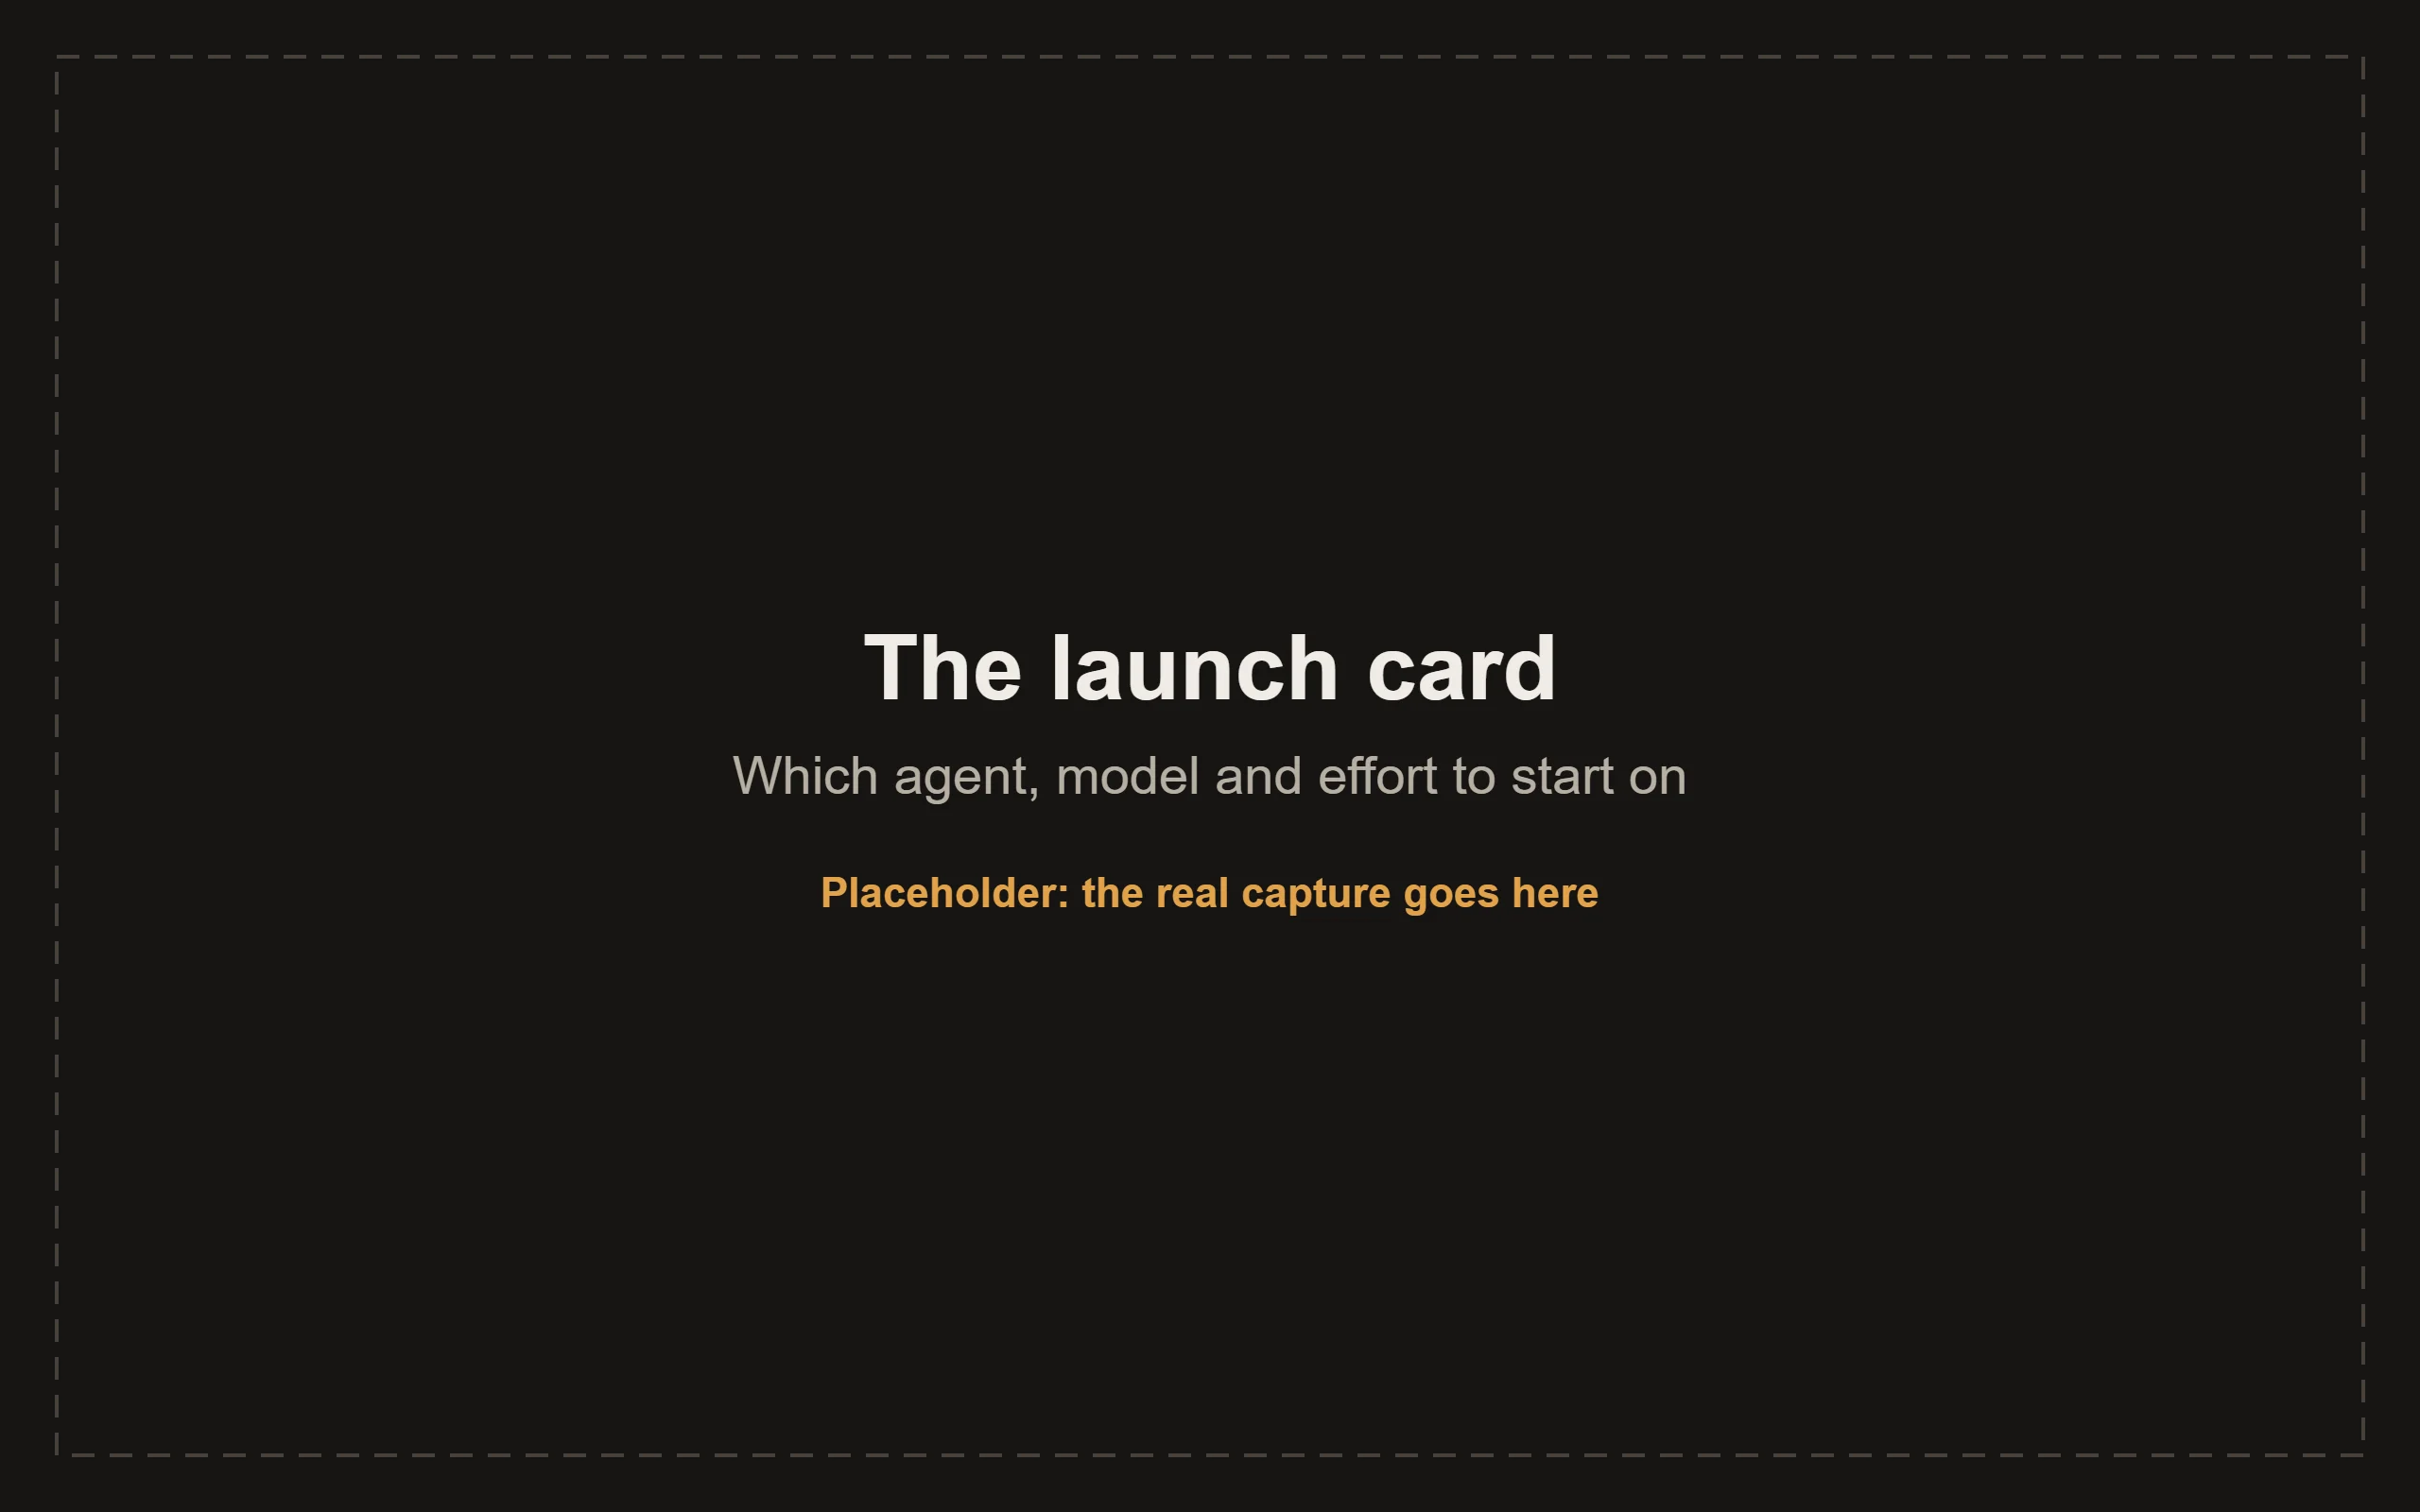 The launch card
Which agent, model and effort to start on
Placeholder: the real capture goes here